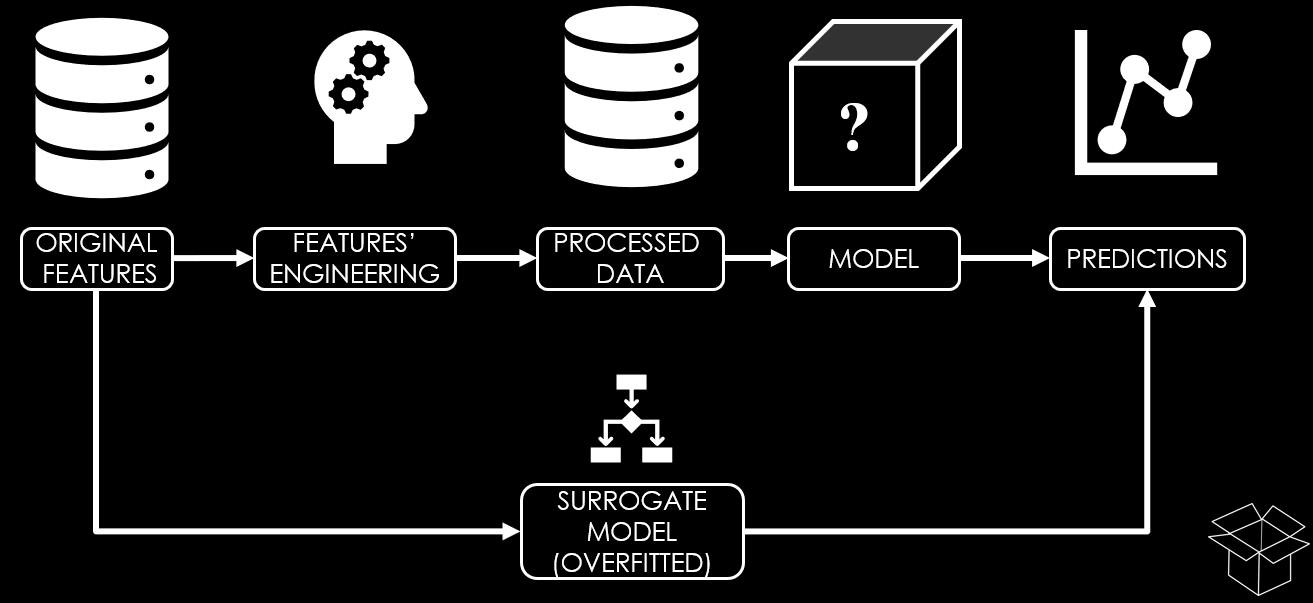 ?
ORIGINAL
FEATURES
FEATURES’
ENGINEERING
PROCESSED
DATA
MODEL
PREDICTIONS
SURROGATE
MODEL
(OVERFITTED)